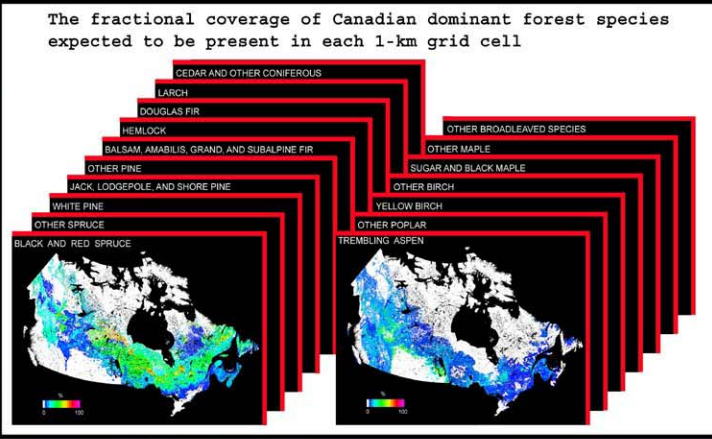 The fractional coverage of Canadian dominant forest species
expected to be present in each 1-km grid cell
CEDAR AND OTHER CONIFEROUS
LARCH
DOUGLAS FIR
HEMLOCK
BALSAM, AMABILIS, GRAND, AND SUBALPINE FIR
OTHER PINE
JACK, LODGEPOLE, AND SHORE PINE
WHITE PINE
OTHER SPRUCE
BLACK AND RED SPRUCE
%
0 100
OTHER BROADLEAVED SPECIES
OTHER MAPLE
SUGAR AND BLACK MAPLE
OTHER BIRCH
YELLOW BIRCH
OTHER POPLAR
TREMBLING ASPEN
%
0 100